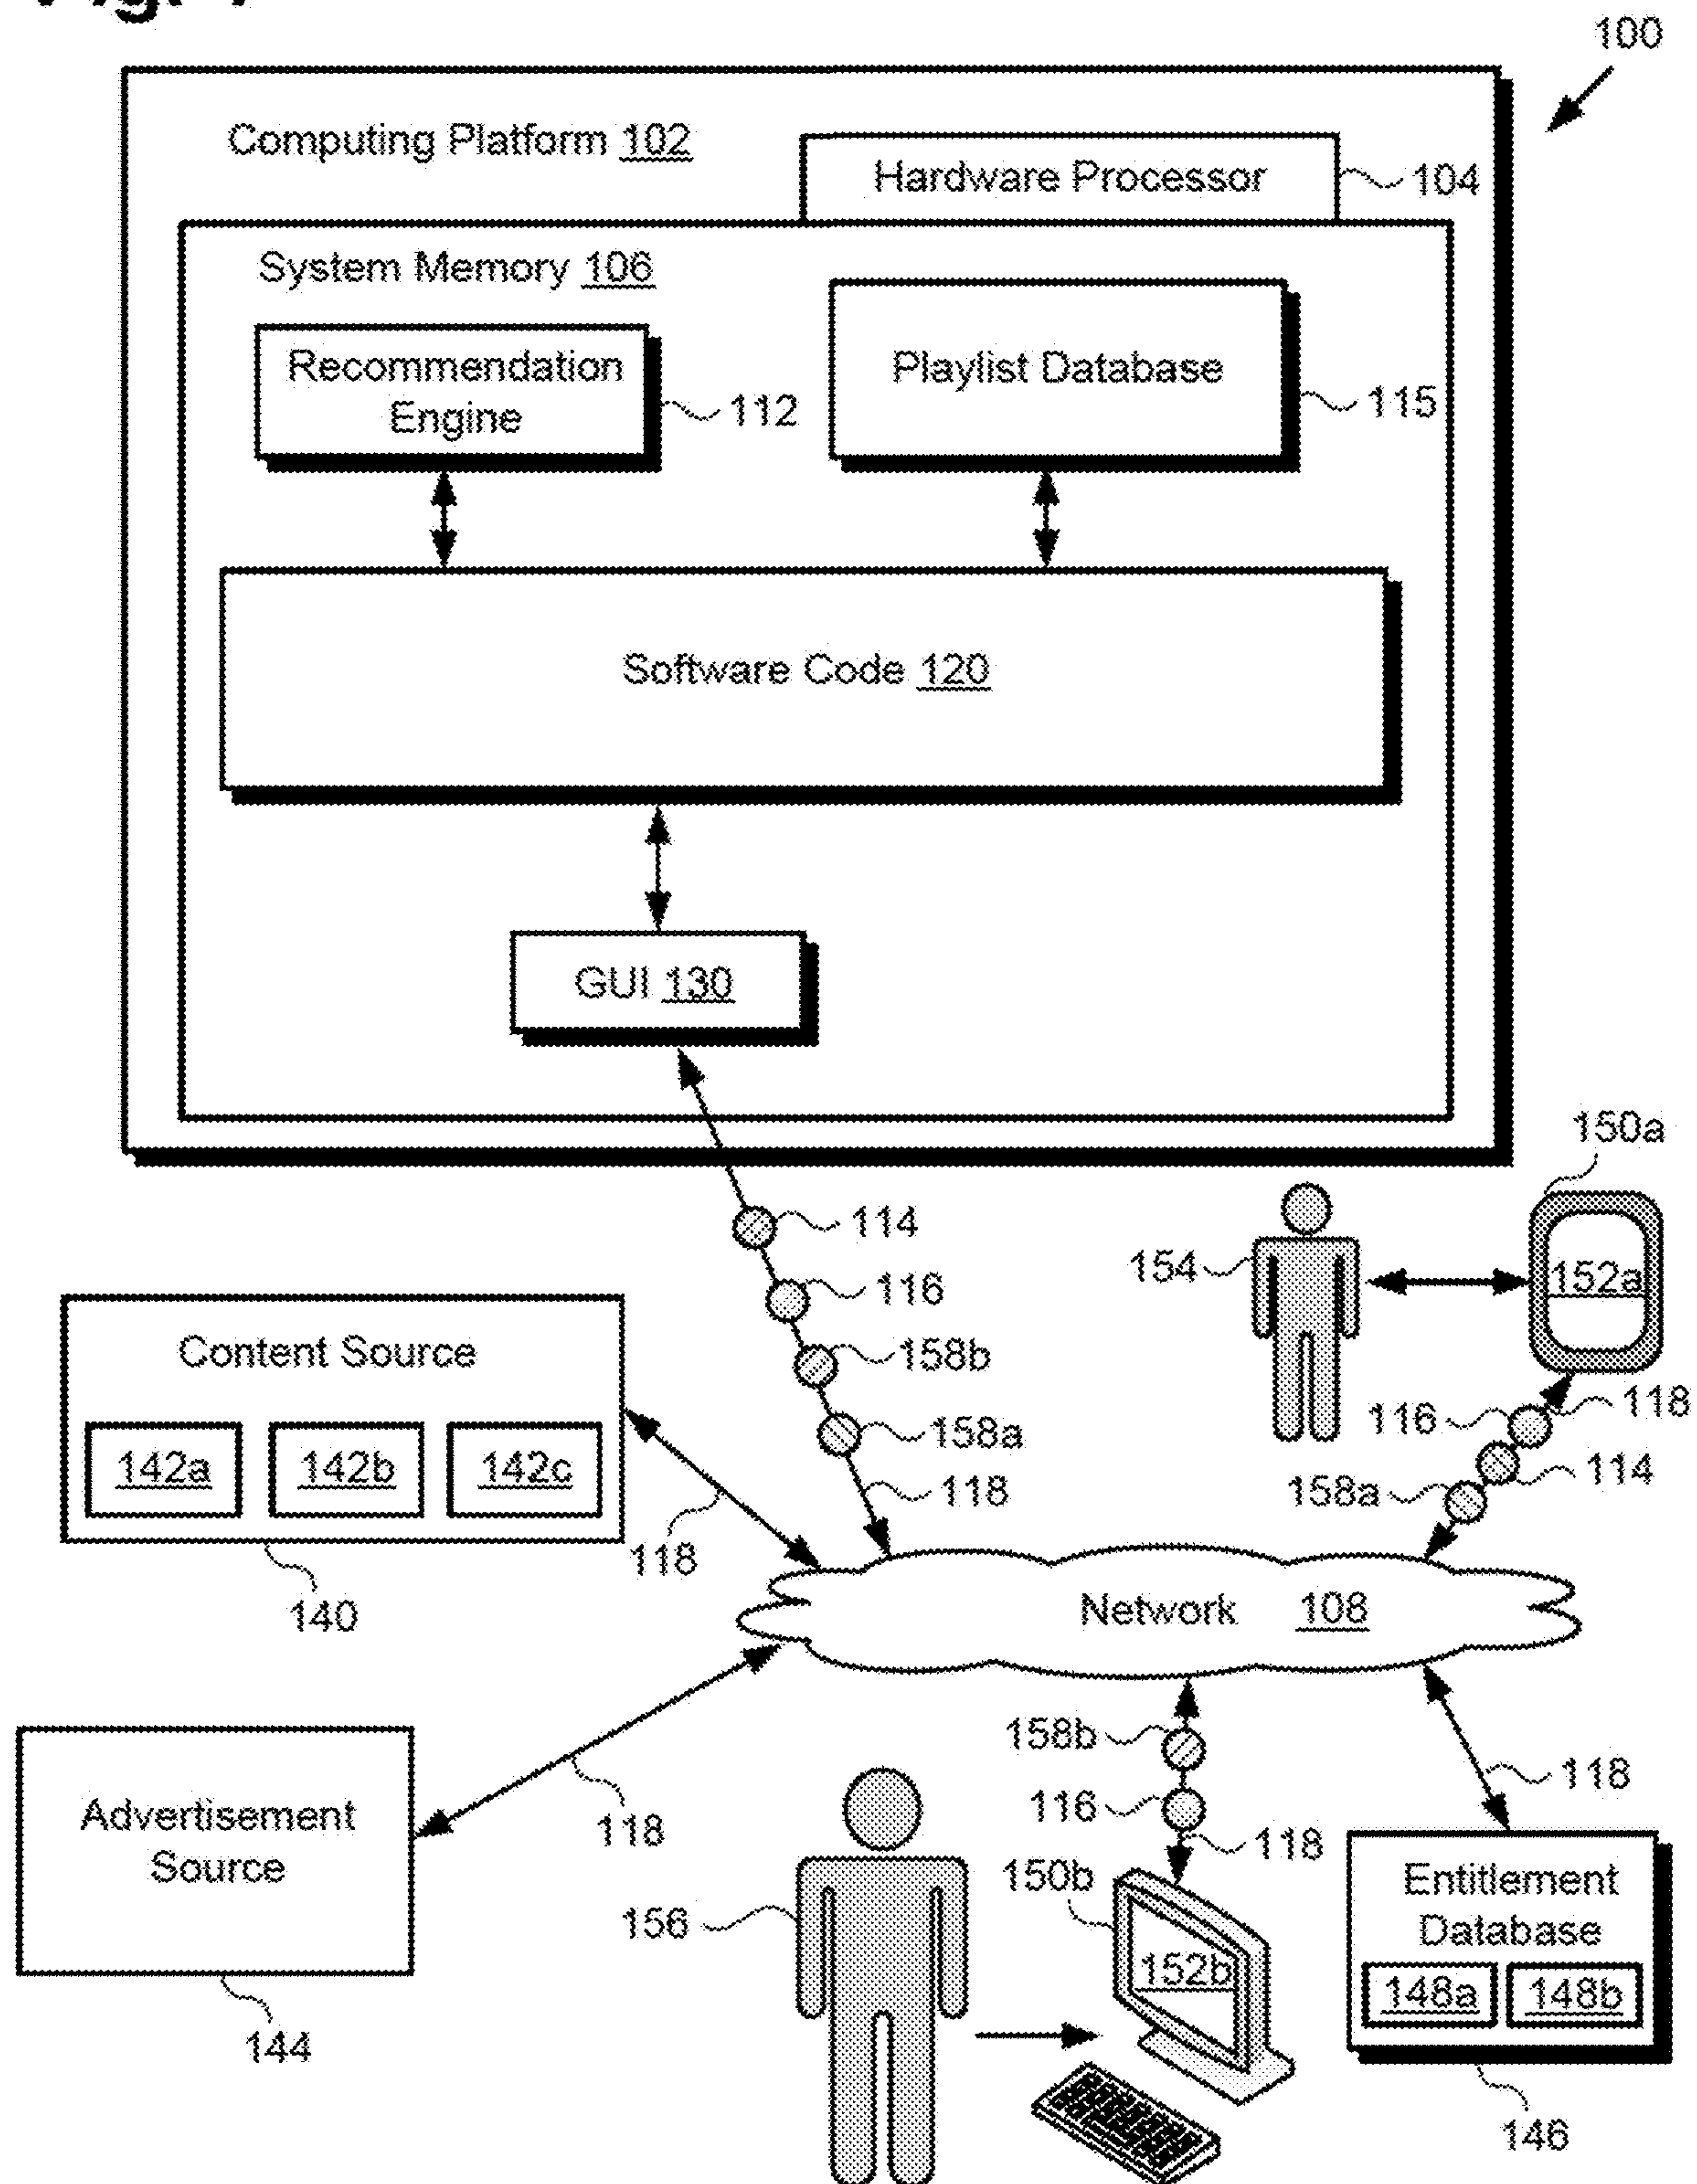 100
Computing Platform 102
Hardware Processor
104
System Memory 106
Recommendation
Engine
112
Playlist Database
115
Software Code 120
GUI 130
150a
114
154
152a
116
Content Source
158b
116
118
142a 142b 142c
158a
158a
114
118
118
140
Network 108
158b
118
116
Advertisement
Source
118
118
150b
Entitlement
Database
156
152b
148a 148b
144
146